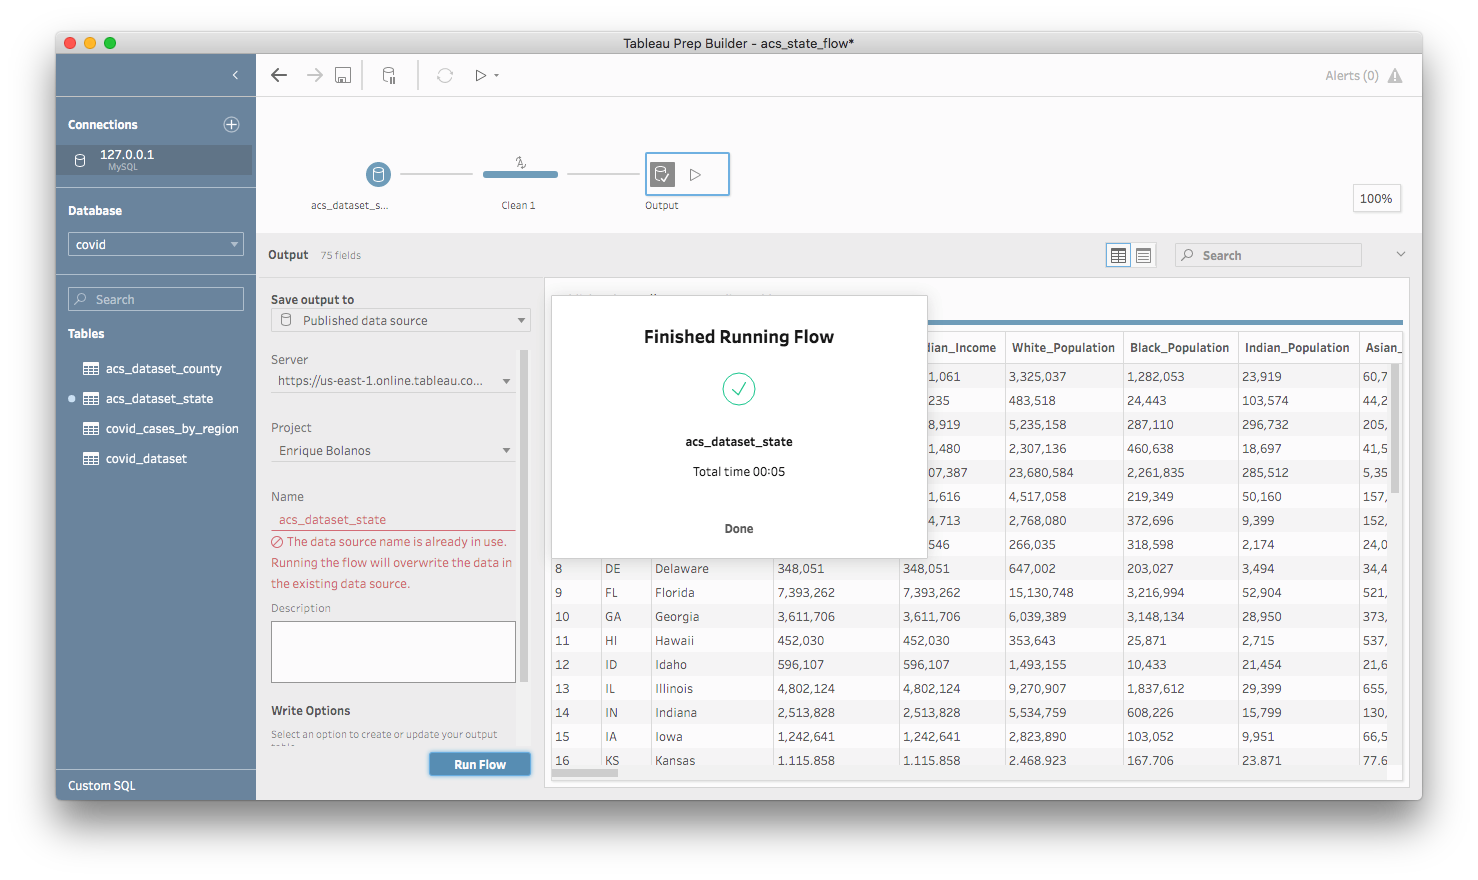 Tableau Prep Builder - acs_state_flow*
Alerts (0)
Connections
127.0.0.1
MySQL
Database
covid
Search
Tables
acs_dataset_county
acs_dataset_state
covid_cases_by_region
covid_dataset
Custom SQL
acs_dataset_s...
Clean 1
Output
100%
Output 75 fields
Search
Save output to
Published data source
Server
https://us-east-1.online.tableau.co...
Project
Enrique Bolanos
Name
acs_dataset_state
The data source name is already in use.
Running the flow will overwrite the data in
the existing data source.
Description
Write Options
Select an option to create or update your output
Run Flow
Finished Running Flow
acs_dataset_state
Total time 00:05
Done
dian_Income White_Population Black_Population Indian_Population Asian_
1,061 3,325,037 1,282,053 23,919 60,7
235 483,518 24,443 103,574 44,2
8,919 5,235,158 287,110 296,732 205,
1,480 2,307,136 460,638 18,697 41,5
07,387 23,680,584 2,261,835 285,512 5,35
1,616 4,517,058 219,349 50,160 157,
4,713 2,768,080 372,696 9,399 152,
546 266,035 318,598 2,174 24,0
8 DE Delaware 348,051 348,051 647,002 203,027 3,494 34,4
9 FL Florida 7,393,262 7,393,262 15,130,748 3,216,994 52,904 521,
10 GA Georgia 3,611,706 3,611,706 6,039,389 3,148,134 28,950 373,
11 HI Hawaii 452,030 452,030 353,643 25,871 2,715 537,
12 ID Idaho 596,107 596,107 1,493,155 10,433 21,454 21,6
13 IL Illinois 4,802,124 4,802,124 9,270,907 1,837,612 29,399 655,
14 IN Indiana 2,513,828 2,513,828 5,534,759 608,226 15,799 130,
15 IA Iowa 1,242,641 1,242,641 2,823,890 103,052 9,951 66,5
16 KS Kansas 1,115,858 1,115,858 2,468,923 167,706 23,871 77,6